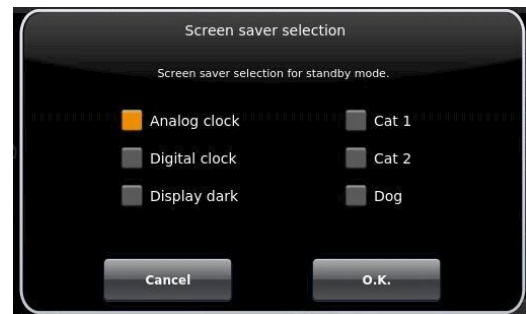 Screen saver selection
Screen saver selection for standby mode.
Analog clock
Cat 1
Digital clock
Cat 2
Display dark
Dog
Cancel
O.K.